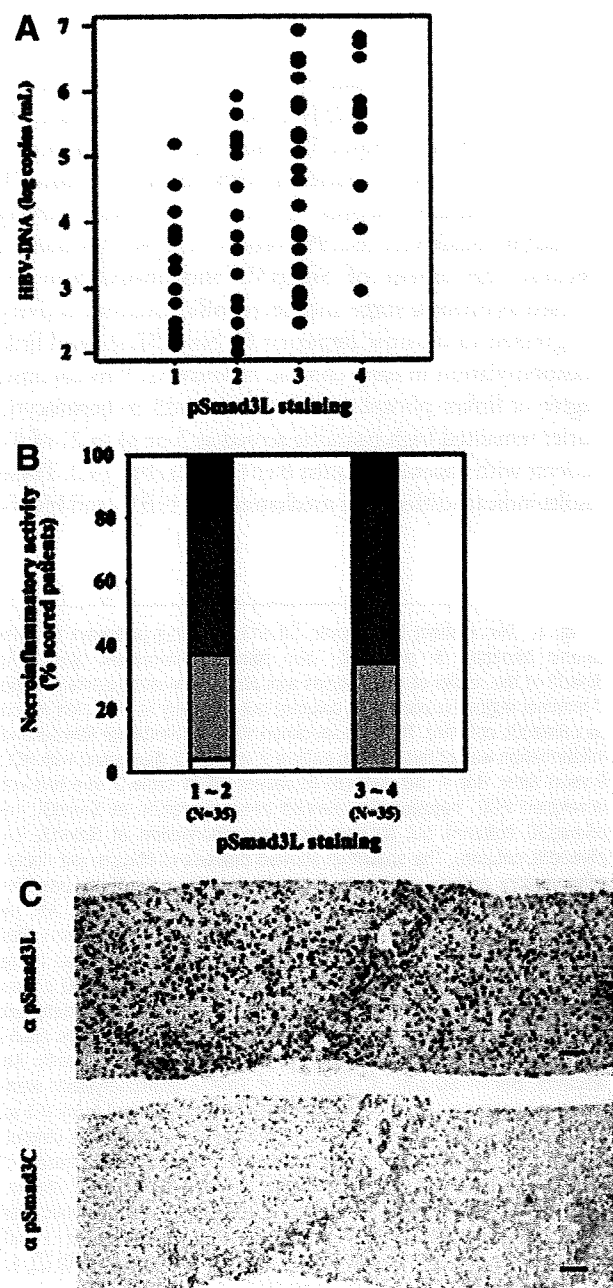 A
HBV-DNA (log copies/mL)
7
6
5
4
3
2
1 2 3 4
pSmad3L staining
B
Necroinflammatory activity
(% scored patients)
100
80
60
40
20
0
1 ~ 2 3 ~ 4
(N=35) (N=35)
pSmad3L staining
C
α pSmad3L
α pSmad3C